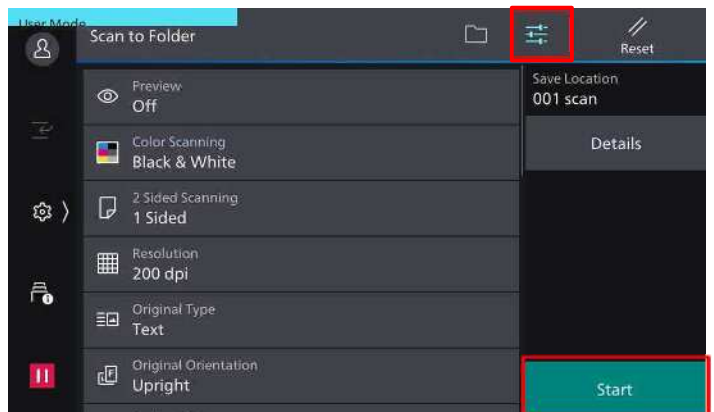 User Mode
Scan to Folder
Reset
Preview
Off
Color Scanning
Black & White
2 Sided Scanning
1 Sided
Resolution
200 dpi
Original Type
Text
Original Orientation
Upright
Save Location
001 scan
Details
Start